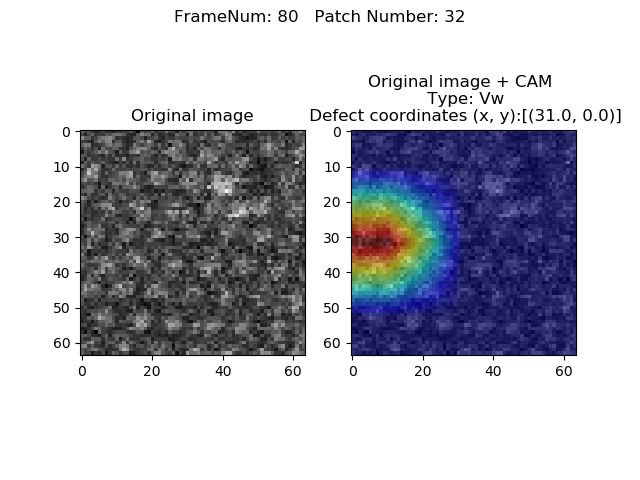 FrameNum: 80   Patch Number: 32
Original image
Original image + CAM
Type: Vw
Defect coordinates (x, y):[(31.0, 0.0)]
0
10
20
30
40
50
60
0 20 40 60
0
10
20
30
40
50
60
0 20 40 60